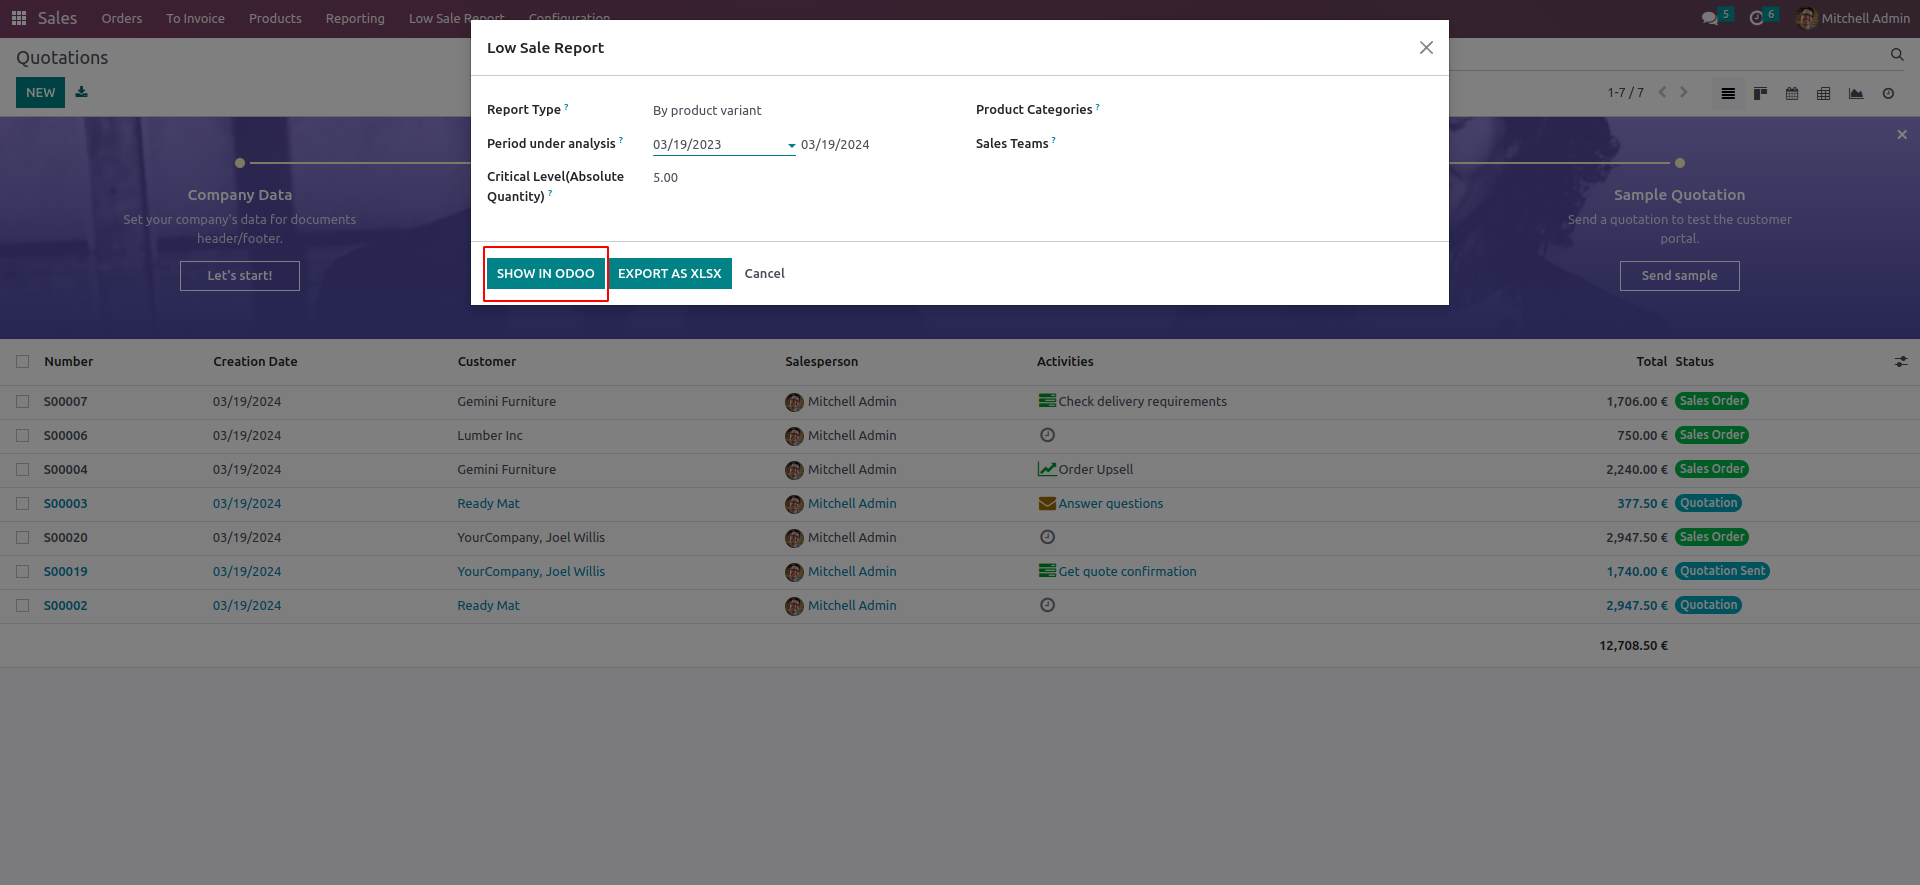 Sales Orders To Invoice Products Reporting Low Sale Report Configuration 5 6 Mitchell Admin
Quotations
NEW
1-7 / 7
Low Sale Report
Report Type ? By product variant
Product Categories ?
Period under analysis ? 03/19/2023 03/19/2024
Sales Teams ?
Critical Level(Absolute
Quantity) ? 5.00
SHOW IN ODOO EXPORT AS XLSX Cancel
Company Data
Set your company's data for documents
header/footer.
Let's start!
Sample Quotation
Send a quotation to test the customer
portal.
Send sample
Number Creation Date Customer Salesperson Activities Total Status
S00007 03/19/2024 Gemini Furniture Mitchell Admin Check delivery requirements 1,706.00 € Sales Order
S00006 03/19/2024 Lumber Inc Mitchell Admin 750.00 € Sales Order
S00004 03/19/2024 Gemini Furniture Mitchell Admin Order Upsell 2,240.00 € Sales Order
S00003 03/19/2024 Ready Mat Mitchell Admin Answer questions 377.50 € Quotation
S00020 03/19/2024 YourCompany, Joel Willis Mitchell Admin 2,947.50 € Sales Order
S00019 03/19/2024 YourCompany, Joel Willis Mitchell Admin Get quote confirmation 1,740.00 € Quotation Sent
S00002 03/19/2024 Ready Mat Mitchell Admin 2,947.50 € Quotation
12,708.50 €